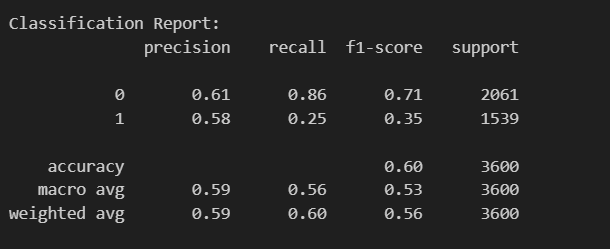 Classification Report:
precision recall f1-score support
0 0.61 0.86 0.71 2061
1 0.58 0.25 0.35 1539
accuracy 0.60 3600
macro avg 0.59 0.56 0.53 3600
weighted avg 0.59 0.60 0.56 3600